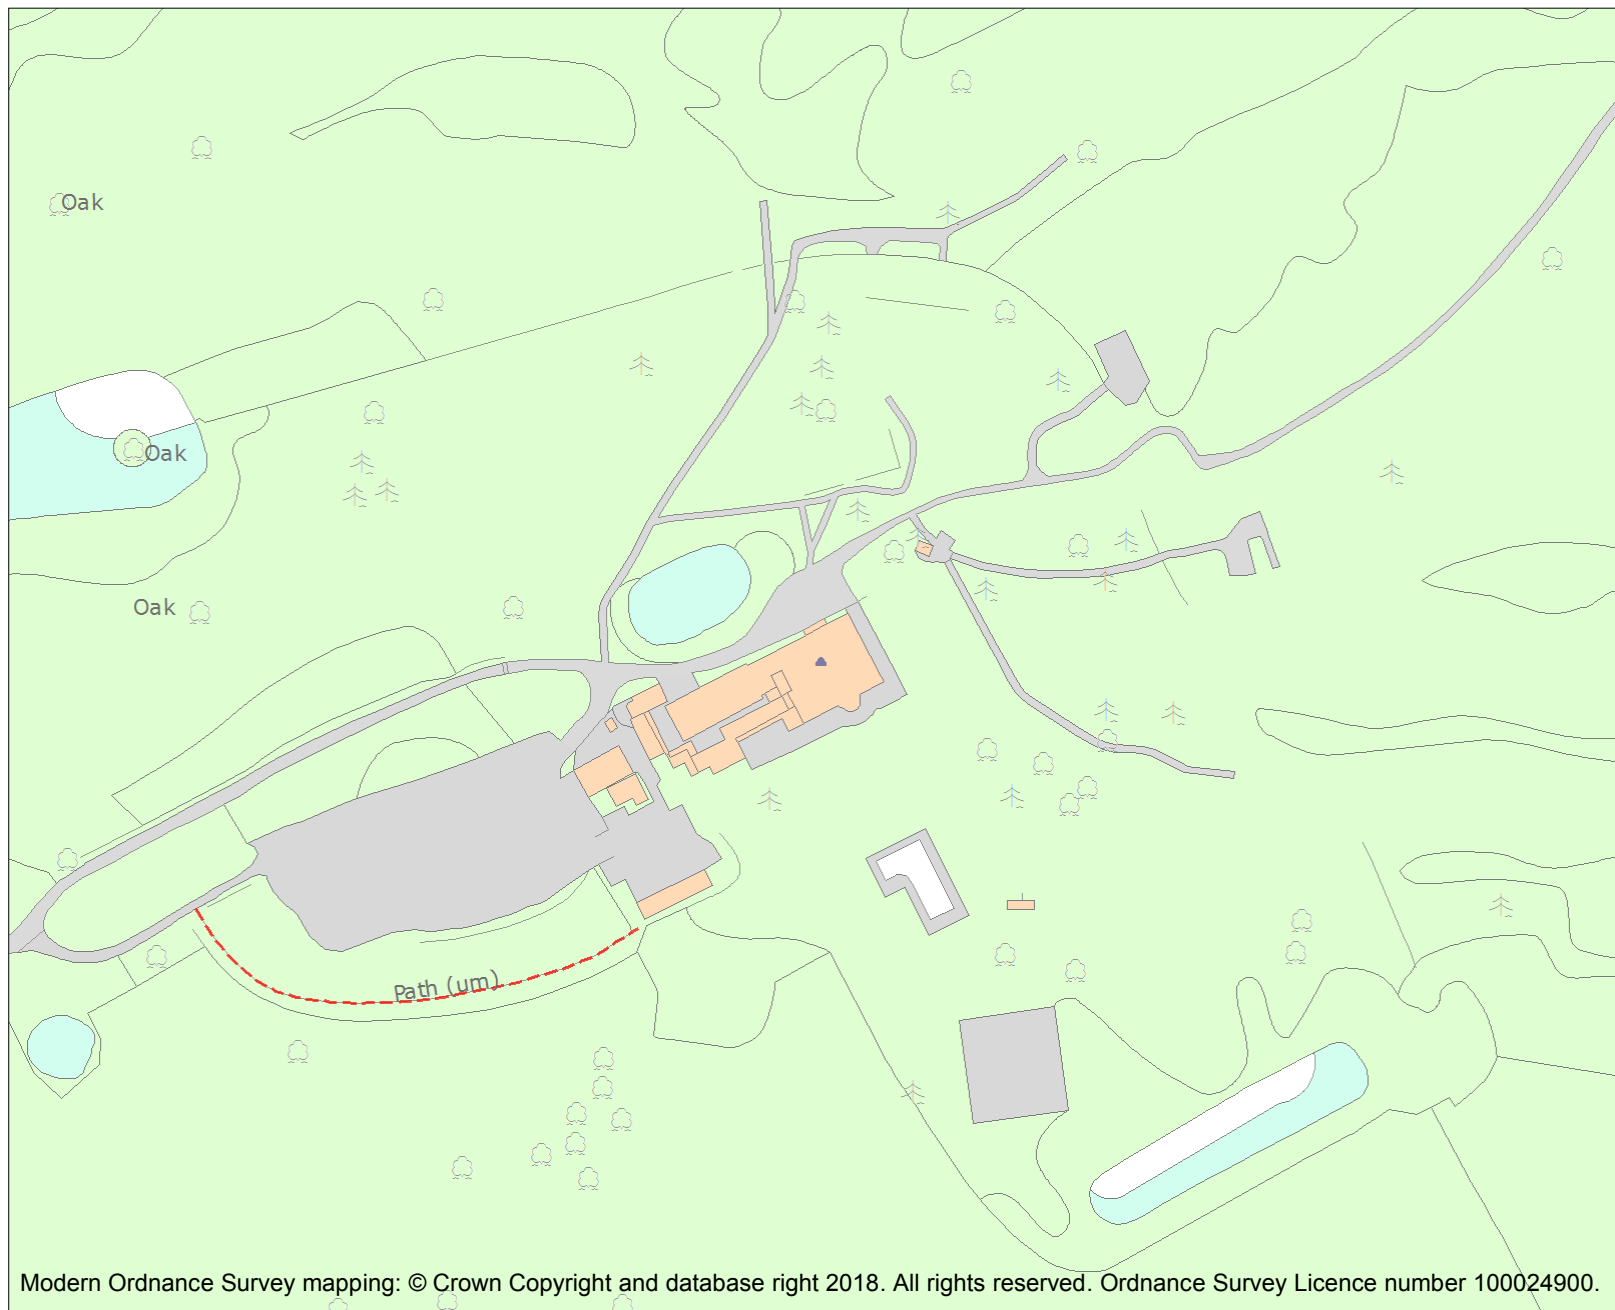 Oak
Oak
Oak
Path (um)
Modern Ordnance Survey mapping: © Crown Copyright and database right 2018. All rights reserved. Ordnance Survey Licence number 100024900.